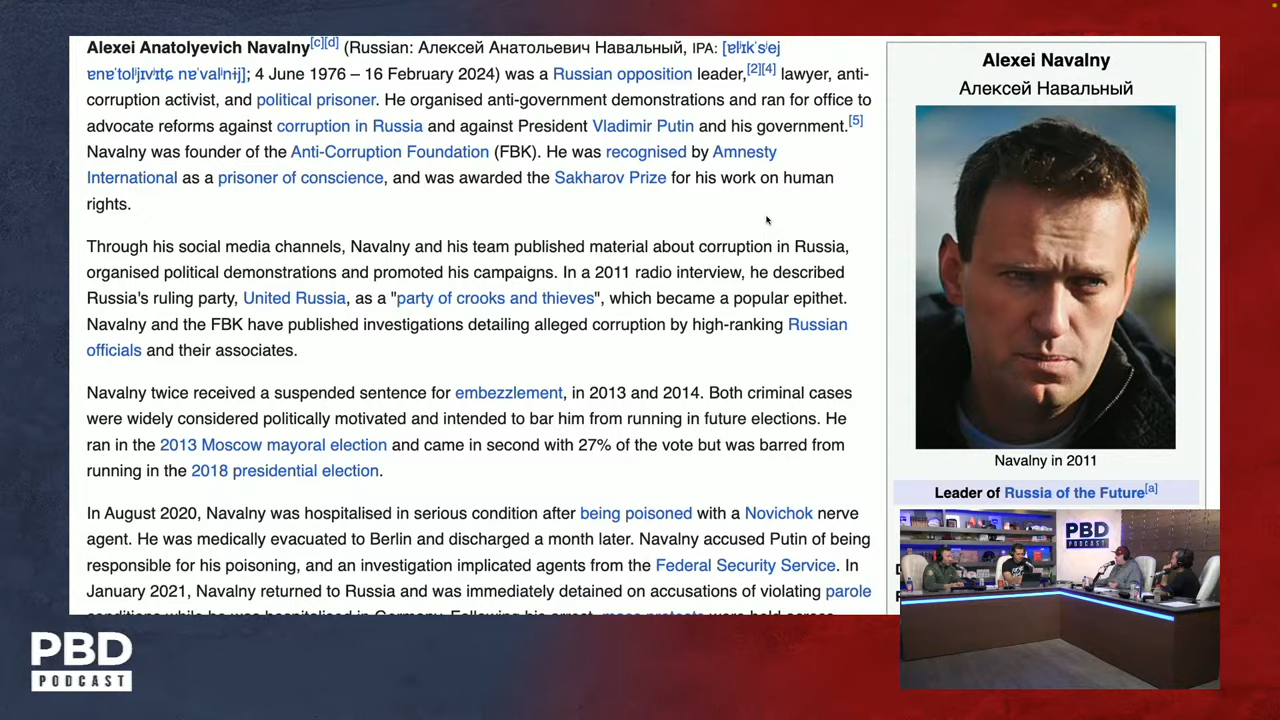 Alexei Anatolyevich Navalny[c][d] (Russian: Алексей Анатольевич Навальный, IPA: [ɐlʲɪkˈsʲej
ɐnɐˈtolʲjɪvʲɪtɕ nɐˈvalʲnɨj]; 4 June 1976 – 16 February 2024) was a Russian opposition leader,[2][4] lawyer, anti-
corruption activist, and political prisoner. He organised anti-government demonstrations and ran for office to
advocate reforms against corruption in Russia and against President Vladimir Putin and his government.[5]
Navalny was founder of the Anti-Corruption Foundation (FBK). He was recognised by Amnesty
International as a prisoner of conscience, and was awarded the Sakharov Prize for his work on human
rights.
Through his social media channels, Navalny and his team published material about corruption in Russia,
organised political demonstrations and promoted his campaigns. In a 2011 radio interview, he described
Russia's ruling party, United Russia, as a "party of crooks and thieves", which became a popular epithet.
Navalny and the FBK have published investigations detailing alleged corruption by high-ranking Russian
officials and their associates.
Navalny twice received a suspended sentence for embezzlement, in 2013 and 2014. Both criminal cases
were widely considered politically motivated and intended to bar him from running in future elections. He
ran in the 2013 Moscow mayoral election and came in second with 27% of the vote but was barred from
running in the 2018 presidential election.
In August 2020, Navalny was hospitalised in serious condition after being poisoned with a Novichok nerve
agent. He was medically evacuated to Berlin and discharged a month later. Navalny accused Putin of being
responsible for his poisoning, and an investigation implicated agents from the Federal Security Service. In
January 2021, Navalny returned to Russia and was immediately detained on accusations of violating parole
Alexei Navalny
Алексей Навальный
Navalny in 2011
Leader of Russia of the Future[a]
PBD
PODCAST
PBD
PODCAST